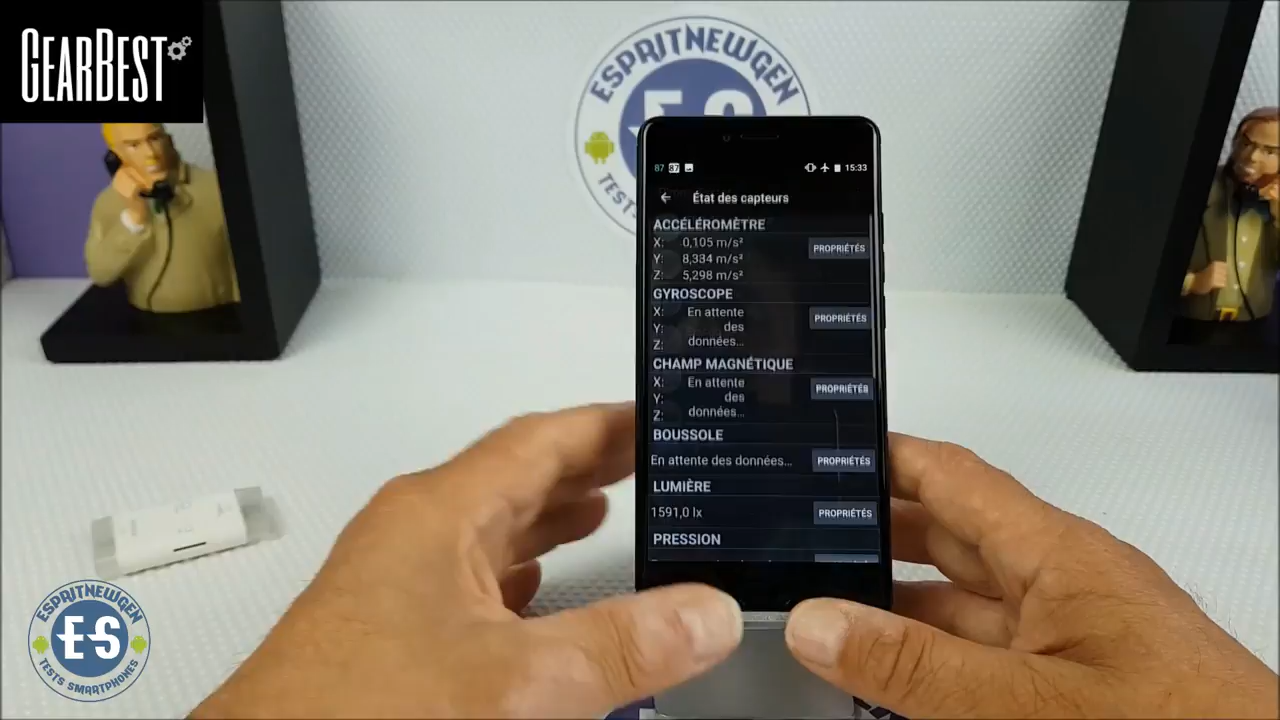 GEARBEST
ESPRITNEWGEN
ES
TESTS
87 87 15:33
État des capteurs
ACCÉLÉROMÈTRE
X: 0,105 m/s²
Y: 8,334 m/s²
Z: 5,298 m/s²
PROPRIÉTÉS
GYROSCOPE
X: En attente
Y: des
Z: données...
PROPRIÉTÉS
CHAMP MAGNÉTIQUE
X: En attente
Y: des
Z: données...
PROPRIÉTÉS
BOUSSOLE
En attente des données...
PROPRIÉTÉS
LUMIÈRE
1591,0 lx
PROPRIÉTÉS
PRESSION
ESPRITNEWGEN
ES
TESTS SMARTPHONES